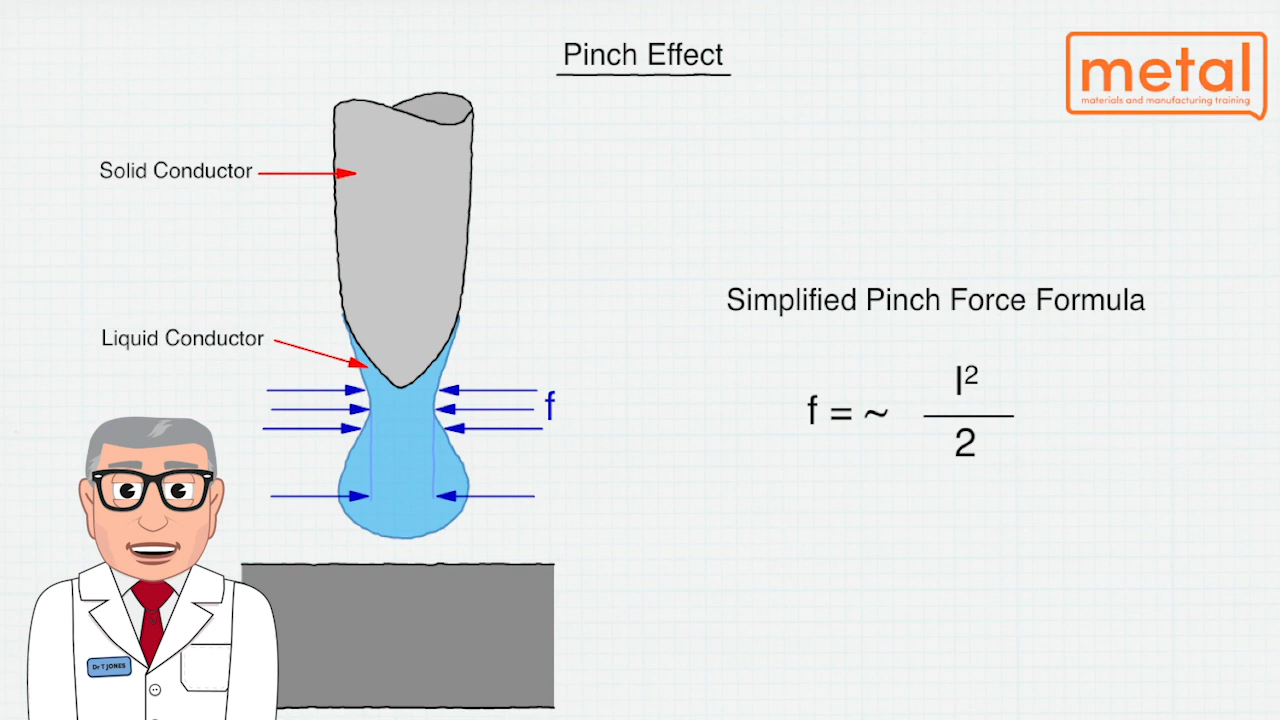 Pinch Effect
metal
materials and manufacturing training
Solid Conductor
Liquid Conductor
f
Simplified Pinch Force Formula
f = ~ I²
2
Dr T JONES